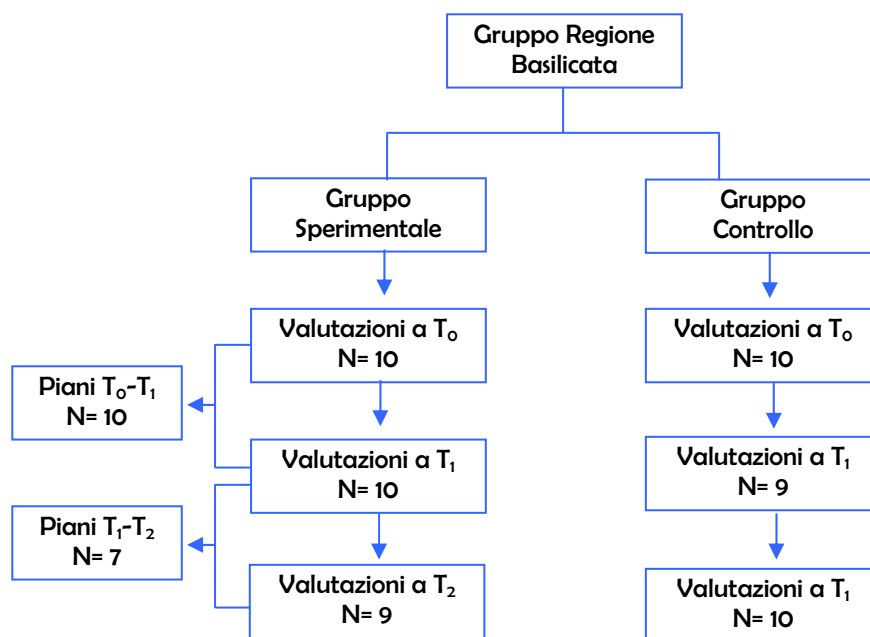 Gruppo Regione
Basilicata
Gruppo
Sperimentale
Gruppo
Controllo
Valutazioni a T₀
N= 10
Valutazioni a T₀
N= 10
Piani T₀-T₁
N= 10
Valutazioni a T₁
N= 10
Valutazioni a T₁
N= 9
Piani T₁-T₂
N= 7
Valutazioni a T₂
N= 9
Valutazioni a T₁
N= 10